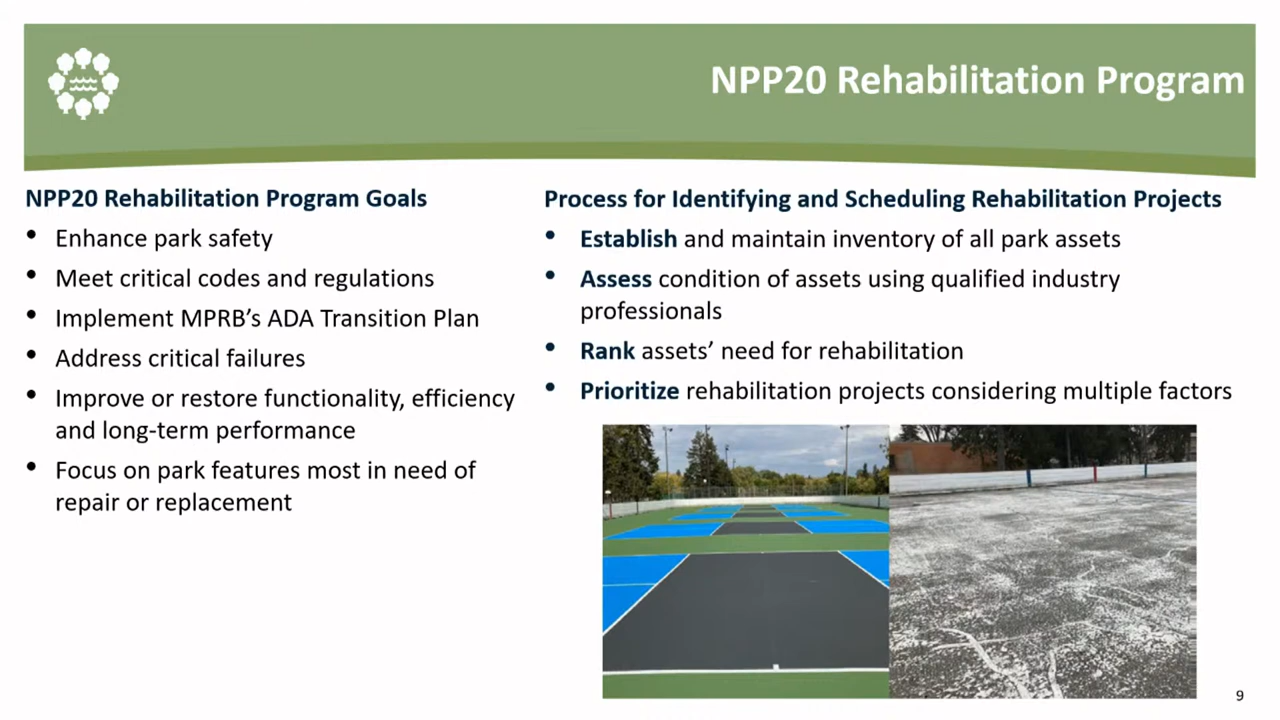 NPP20 Rehabilitation Program
NPP20 Rehabilitation Program Goals
• Enhance park safety
• Meet critical codes and regulations
• Implement MPRB’s ADA Transition Plan
• Address critical failures
• Improve or restore functionality, efficiency
and long-term performance
• Focus on park features most in need of
repair or replacement
Process for Identifying and Scheduling Rehabilitation Projects
• Establish and maintain inventory of all park assets
• Assess condition of assets using qualified industry
professionals
• Rank assets’ need for rehabilitation
• Prioritize rehabilitation projects considering multiple factors
9